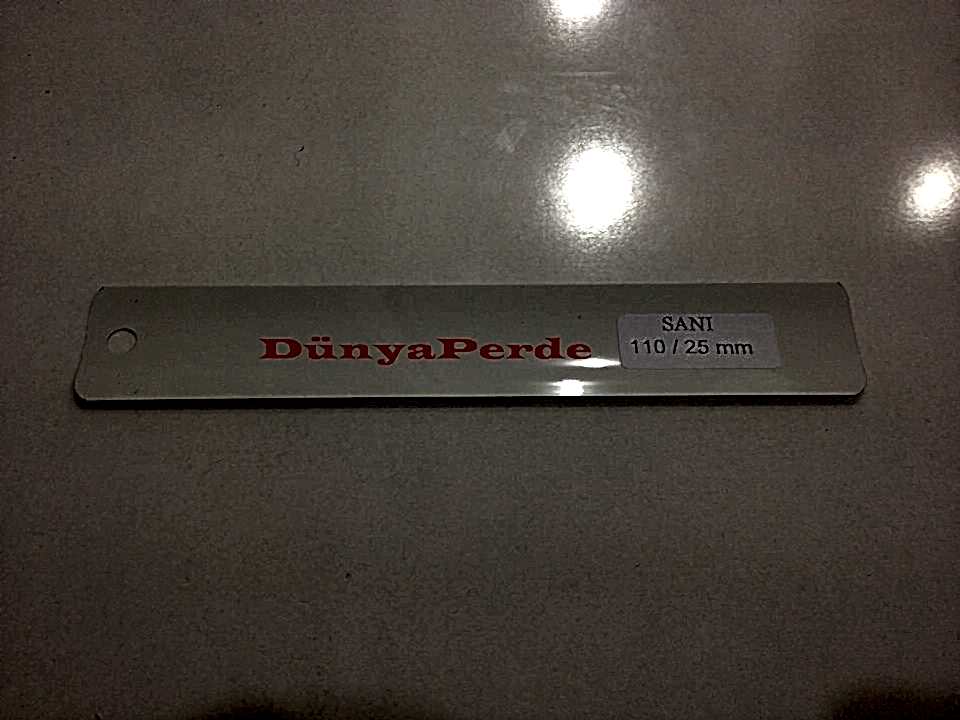 DünyaPerde
SANI
110 / 25 mm